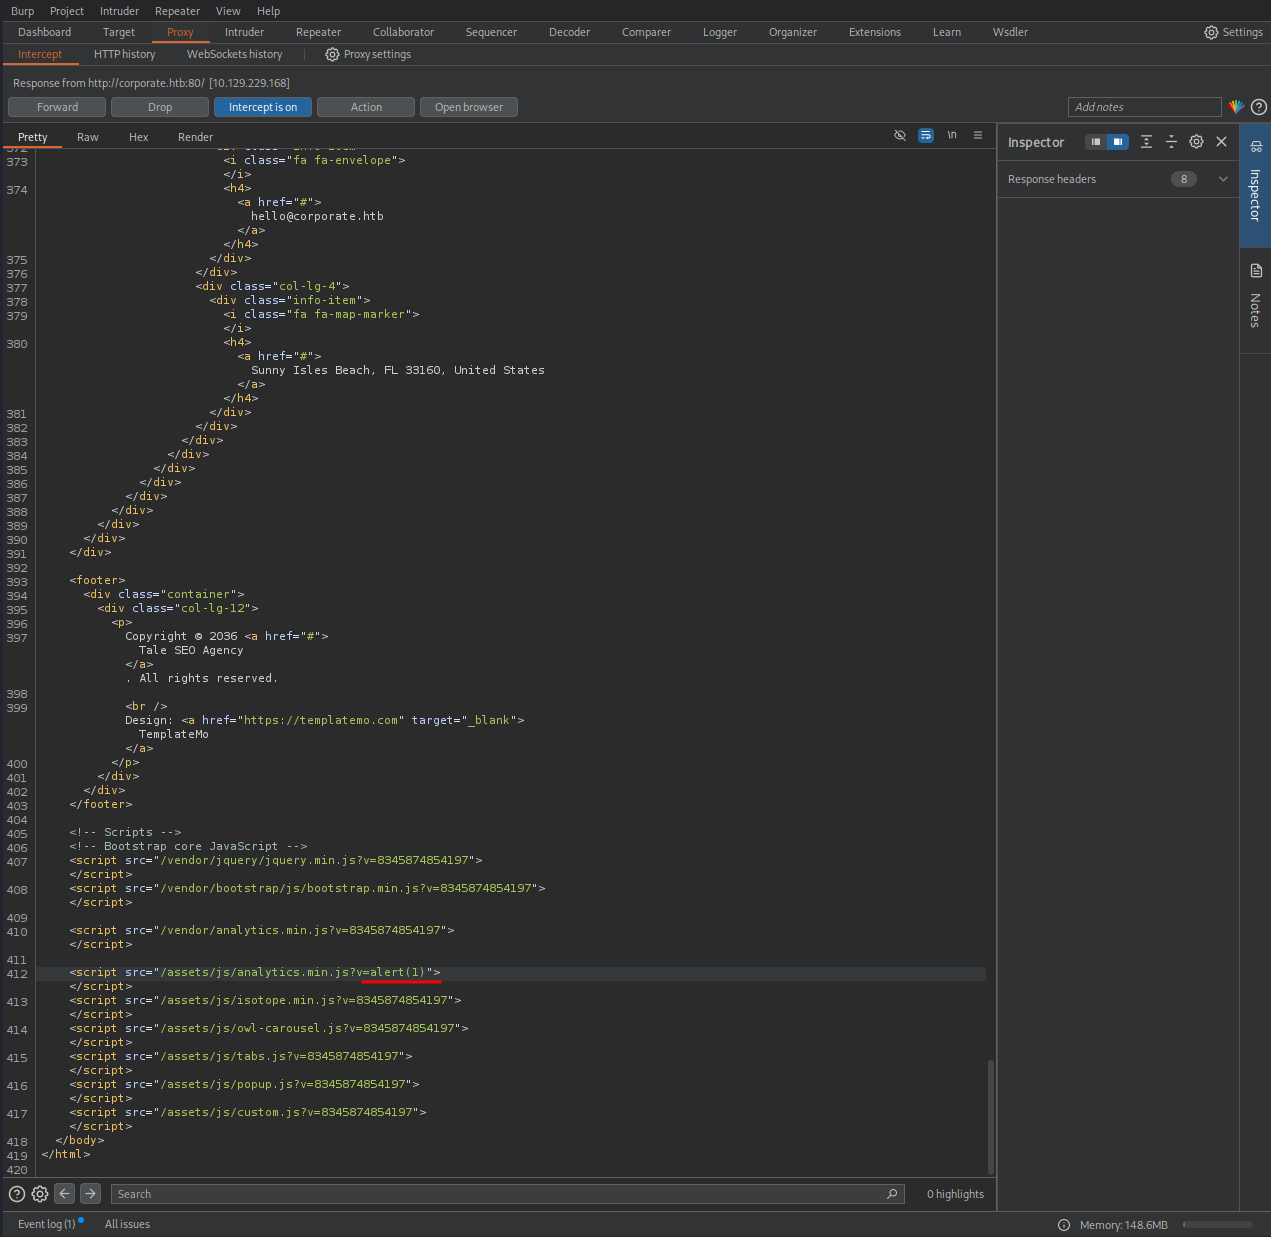 Burp Project Intruder Repeater View Help
Dashboard Target Proxy Intruder Repeater Collaborator Sequencer Decoder Comparer Logger Organizer Extensions Learn Wsdler Settings
Intercept HTTP history WebSockets history Proxy settings
Response from http://corporate.htb:80/ [10.129.229.168]
Forward Drop Intercept is on Action Open browser Add notes
Pretty Raw Hex Render \n
Inspector
Response headers 8
Inspector
Notes
373 <i class="fa fa-envelope">
</i>
374 <h4>
<a href="#">
hello@corporate.htb
</a>
</h4>
375 </div>
376 </div>
377 <div class="col-lg-4">
378 <div class="info-item">
379 <i class="fa fa-map-marker">
</i>
380 <h4>
<a href="#">
Sunny Isles Beach, FL 33160, United States
</a>
</h4>
381 </div>
382 </div>
383 </div>
384 </div>
385 </div>
386 </div>
387 </div>
388 </div>
389 </div>
390 </div>
391 </div>
392
393 <footer>
394 <div class="container">
395 <div class="col-lg-12">
396 <p>
397 Copyright © 2036 <a href="#">
Tale SEO Agency
</a>
. All rights reserved.
398
399 <br />
Design: <a href="https://templatemo.com" target="_blank">
TemplateMo
</a>
400 </p>
401 </div>
402 </div>
403 </footer>
404
405 <!-- Scripts -->
406 <!-- Bootstrap core JavaScript -->
407 <script src="/vendor/jquery/jquery.min.js?v=8345874854197">
</script>
408 <script src="/vendor/bootstrap/js/bootstrap.min.js?v=8345874854197">
</script>
409
410 <script src="/vendor/analytics.min.js?v=8345874854197">
</script>
411
412 <script src="/assets/js/analytics.min.js?v=alert(1)">
</script>
413 <script src="/assets/js/isotope.min.js?v=8345874854197">
</script>
414 <script src="/assets/js/owl-carousel.js?v=8345874854197">
</script>
415 <script src="/assets/js/tabs.js?v=8345874854197">
</script>
416 <script src="/assets/js/popup.js?v=8345874854197">
</script>
417 <script src="/assets/js/custom.js?v=8345874854197">
</script>
418 </body>
419 </html>
420
Search 0 highlights
Event log (1) All issues Memory: 148.6MB